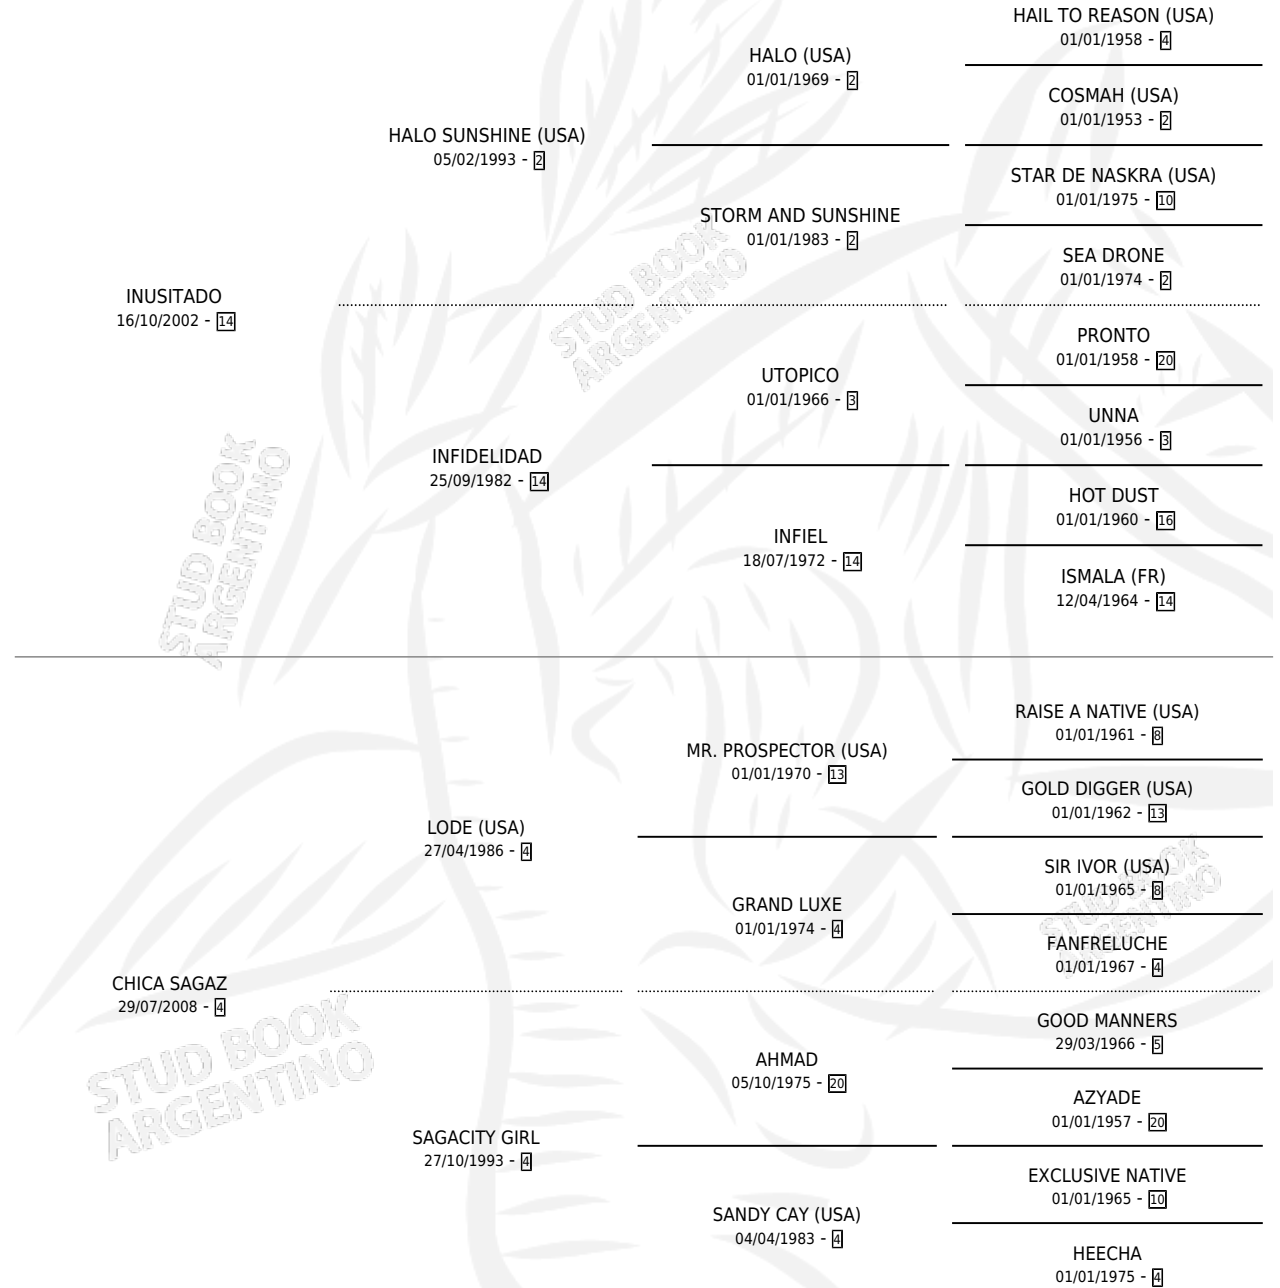 HAIL TO REASON (USA)
01/01/1958 - 4
HALO (USA)
01/01/1969 - 2
COSMAH (USA)
01/01/1953 - 2
HALO SUNSHINE (USA)
05/02/1993 - 2
STAR DE NASKRA (USA)
01/01/1975 - 10
STORM AND SUNSHINE
01/01/1983 - 2
SEA DRONE
01/01/1974 - 2
INUSITADO
16/10/2002 - 14
PRONTO
01/01/1958 - 20
UTOPICO
01/01/1966 - 3
UNNA
01/01/1956 - 3
INFIDELIDAD
25/09/1982 - 14
HOT DUST
01/01/1960 - 16
INFIEL
18/07/1972 - 14
ISMALA (FR)
12/04/1964 - 14
RAISE A NATIVE (USA)
01/01/1961 - 8
MR. PROSPECTOR (USA)
01/01/1970 - 13
GOLD DIGGER (USA)
01/01/1962 - 13
LODE (USA)
27/04/1986 - 4
SIR IVOR (USA)
01/01/1965 - 8
GRAND LUXE
01/01/1974 - 4
FANFRELUCHE
01/01/1967 - 4
CHICA SAGAZ
29/07/2008 - 4
GOOD MANNERS
29/03/1966 - 5
AHMAD
05/10/1975 - 20
AZYADE
01/01/1957 - 20
SAGACITY GIRL
27/10/1993 - 4
EXCLUSIVE NATIVE
01/01/1965 - 10
SANDY CAY (USA)
04/04/1983 - 4
HEECHA
01/01/1975 - 4
STUD BOOK
ARGENTINO
STUD BOOK
ARGENTINO
STUD BOOK
ARGENTINO
STUD BOOK
ARGENTINO